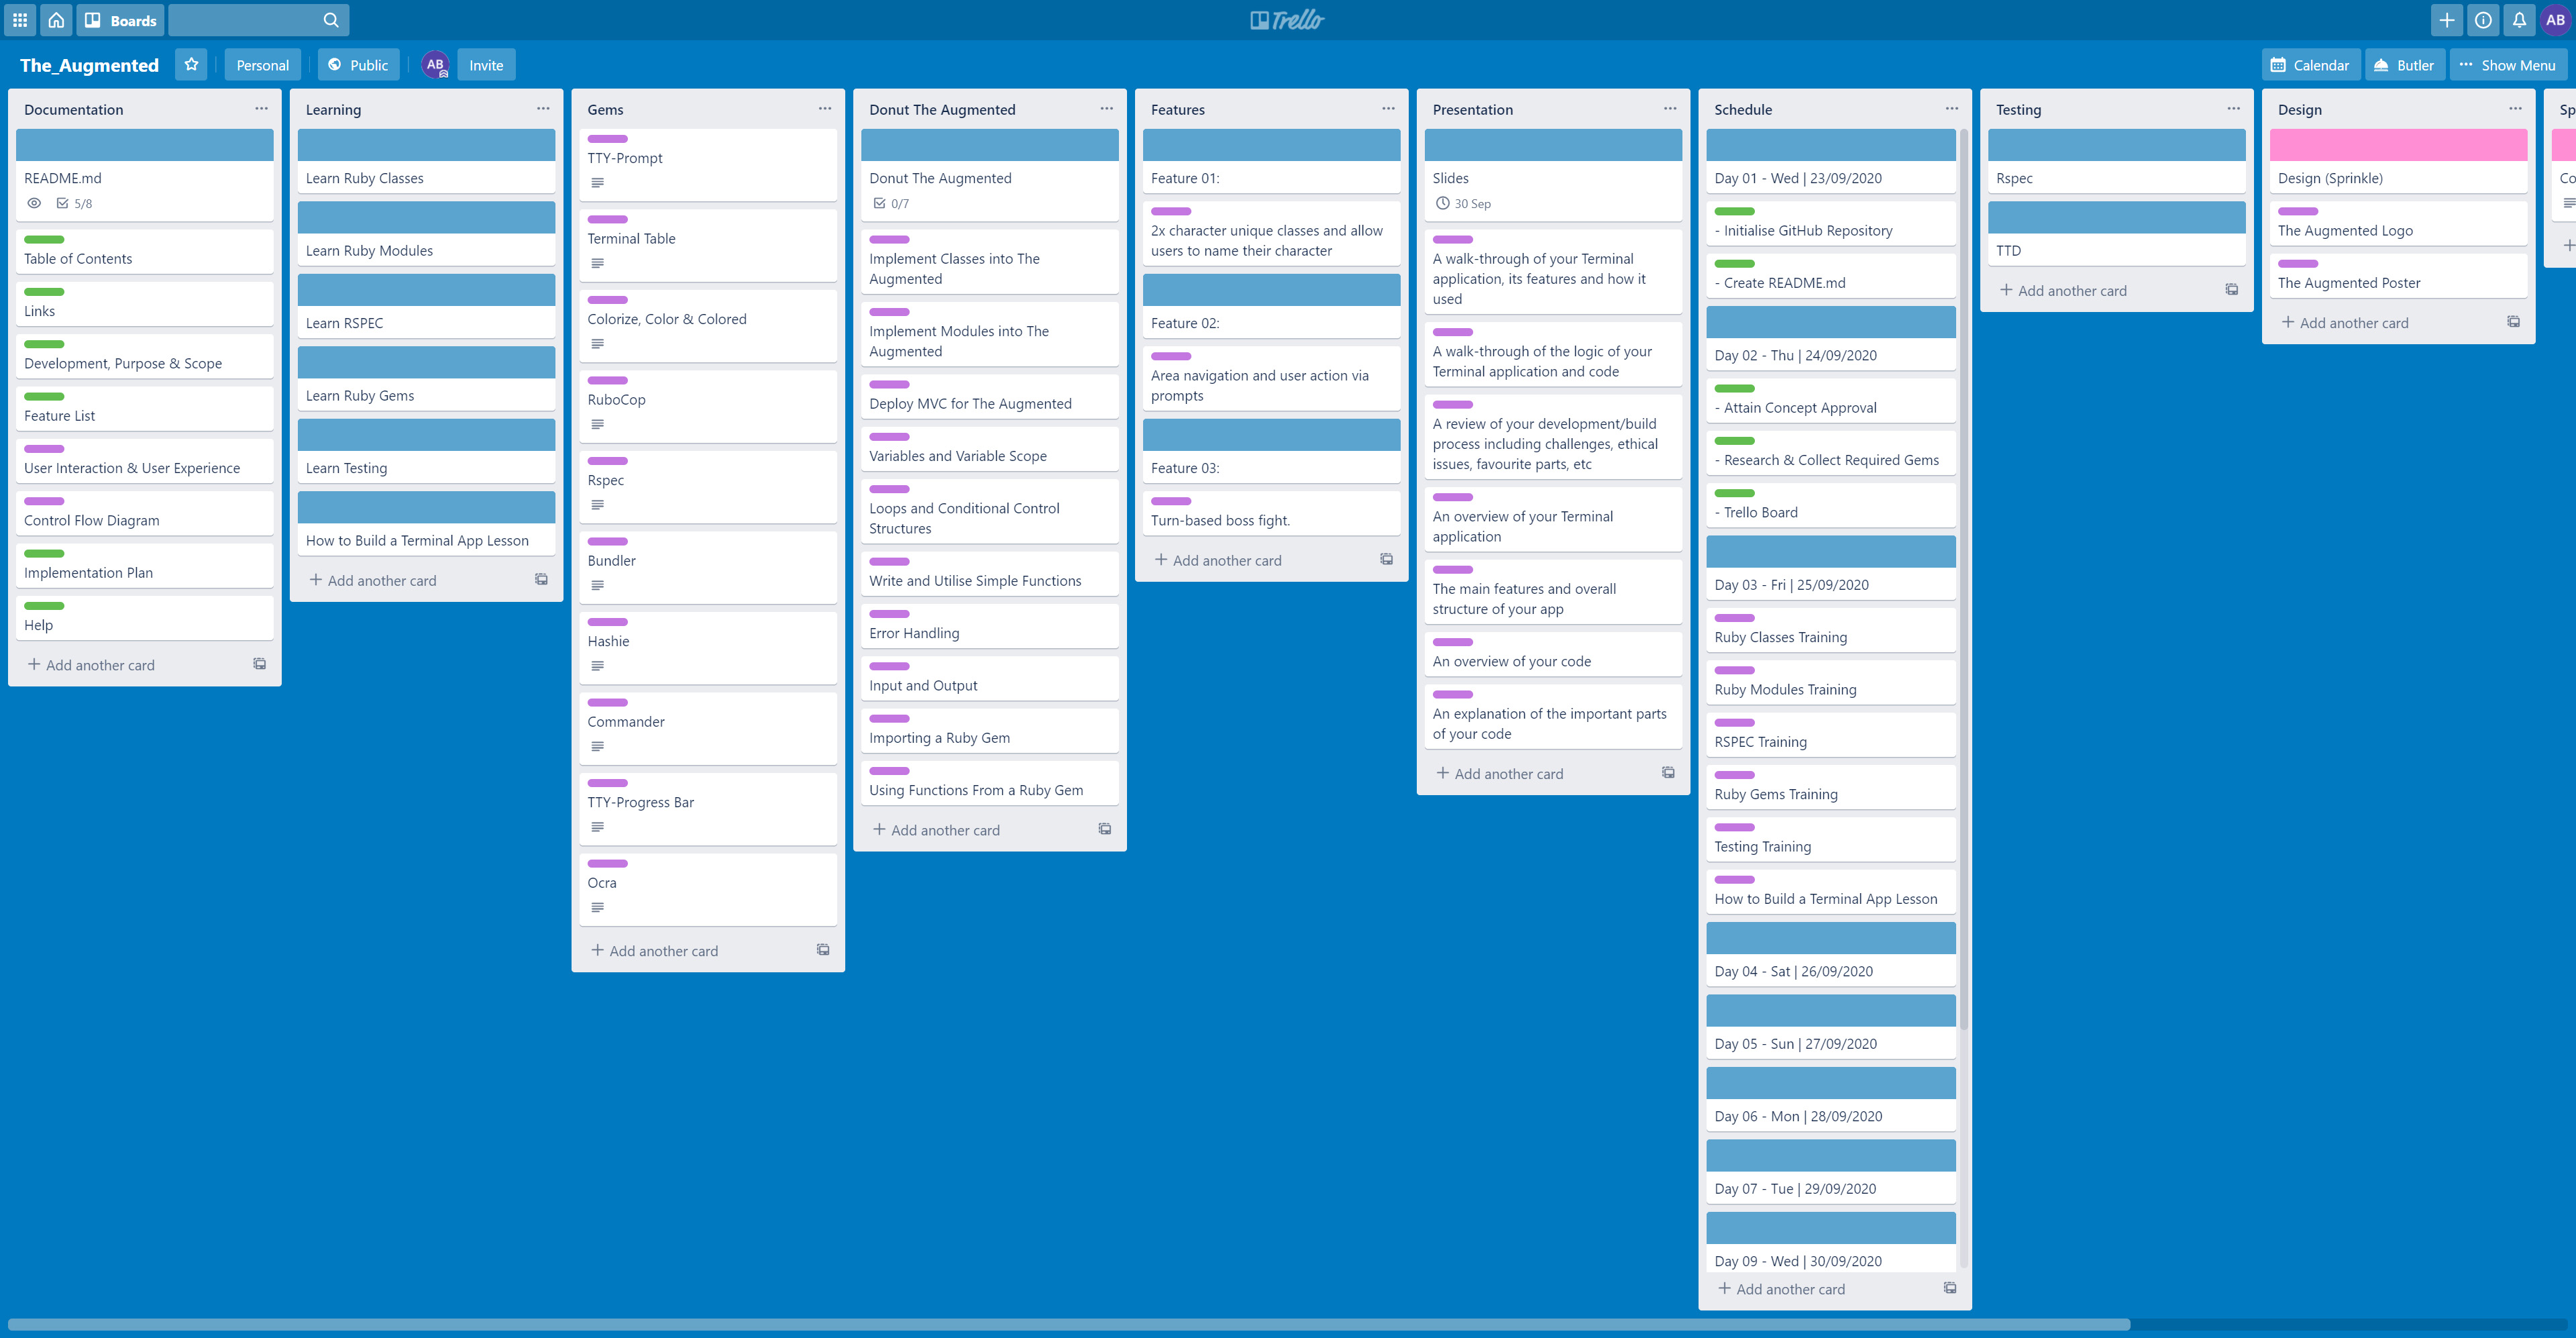 Boards
Trello
AB
The_Augmented
Personal
Public
AB
Invite
Calendar
Butler
Show Menu
Documentation
README.md
5/8
Table of Contents
Links
Development, Purpose & Scope
Feature List
User Interaction & User Experience
Control Flow Diagram
Implementation Plan
Help
Add another card
Learning
Learn Ruby Classes
Learn Ruby Modules
Learn RSPEC
Learn Ruby Gems
Learn Testing
How to Build a Terminal App Lesson
Add another card
Gems
TTY-Prompt
Terminal Table
Colorize, Color & Colored
RuboCop
Rspec
Bundler
Hashie
Commander
TTY-Progress Bar
Ocra
Add another card
Donut The Augmented
Donut The Augmented
0/7
Implement Classes into The
Augmented
Implement Modules into The
Augmented
Deploy MVC for The Augmented
Variables and Variable Scope
Loops and Conditional Control
Structures
Write and Utilise Simple Functions
Error Handling
Input and Output
Importing a Ruby Gem
Using Functions From a Ruby Gem
Add another card
Features
Feature 01:
2x character unique classes and allow
users to name their character
Feature 02:
Area navigation and user action via
prompts
Feature 03:
Turn-based boss fight.
Add another card
Presentation
Slides
30 Sep
A walk-through of your Terminal
application, its features and how it
used
A walk-through of the logic of your
Terminal application and code
A review of your development/build
process including challenges, ethical
issues, favourite parts, etc
An overview of your Terminal
application
The main features and overall
structure of your app
An overview of your code
An explanation of the important parts
of your code
Add another card
Schedule
Day 01 - Wed | 23/09/2020
- Initialise GitHub Repository
- Create README.md
Day 02 - Thu | 24/09/2020
- Attain Concept Approval
- Research & Collect Required Gems
- Trello Board
Day 03 - Fri | 25/09/2020
Ruby Classes Training
Ruby Modules Training
RSPEC Training
Ruby Gems Training
Testing Training
How to Build a Terminal App Lesson
Day 04 - Sat | 26/09/2020
Day 05 - Sun | 27/09/2020
Day 06 - Mon | 28/09/2020
Day 07 - Tue | 29/09/2020
Day 09 - Wed | 30/09/2020
Add another card
Testing
Rspec
TTD
Add another card
Design
Design (Sprinkle)
The Augmented Logo
The Augmented Poster
Add another card
Sp
Co